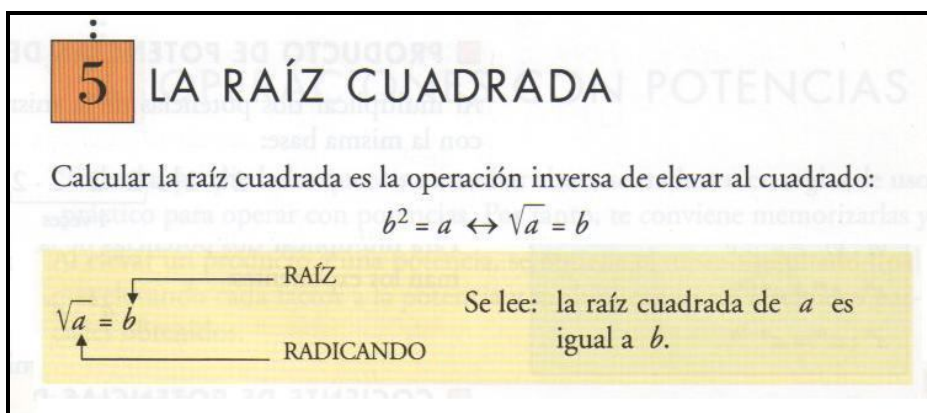 5 LA RAÍZ CUADRADA
Calcular la raíz cuadrada es la operación inversa de elevar al cuadrado:
b² = a ↔ √a = b
RAÍZ
√a = b
RADICANDO
Se lee: la raíz cuadrada de a es
igual a b.